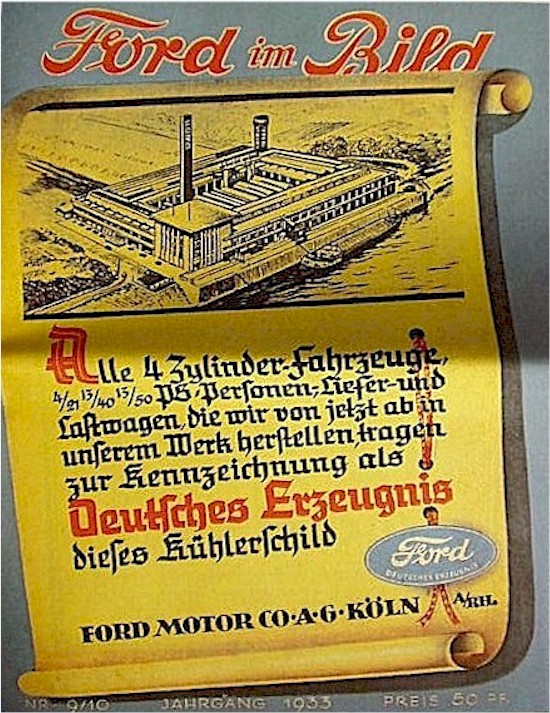 Ford im Bild
Alle 4 Zylinder-Fahrzeuge,
4/21 13/40 13/50 PS, Personen-, Liefer- und
Lastwagen, die wir von jetzt ab in
unserem Werk herstellen, tragen
zur Kennzeichnung als
Deutsches Erzeugnis
dieses Kühlerschild
Ford
DEUTSCHES ERZEUGNIS
FORD MOTOR CO·A·G·KÖLN A/RH.
NR· 9/10 JAHRGANG 1933 PREIS 50 PF.